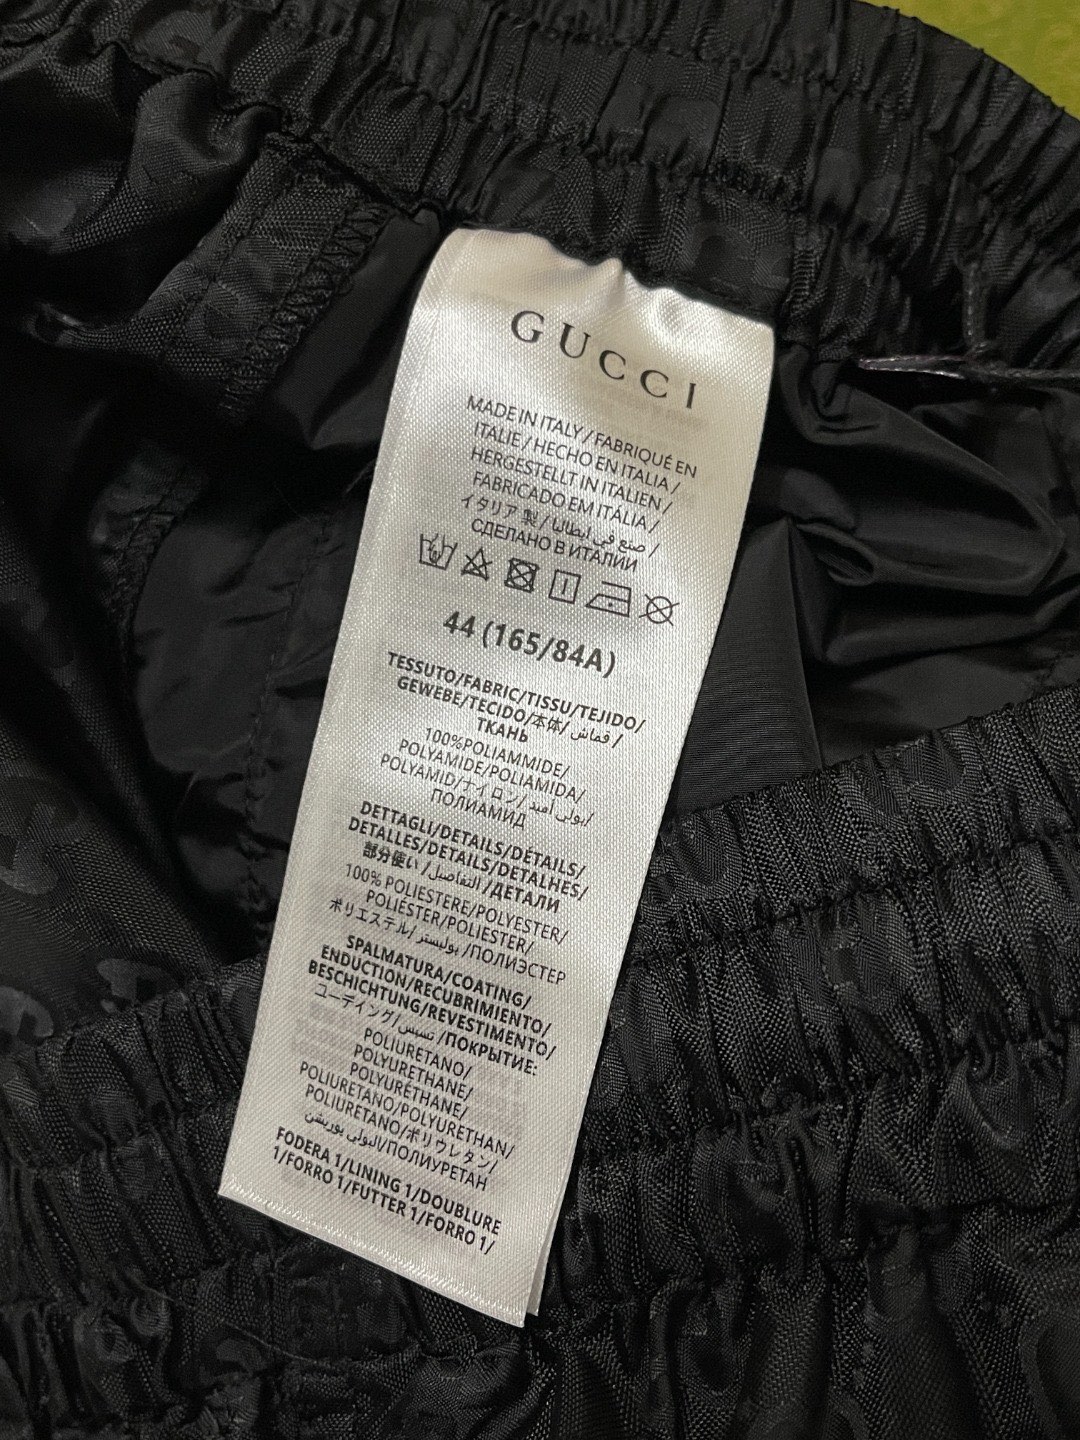 GUCCI
MADE IN ITALY / FABRIQUÉ EN
ITALIE / HECHO EN ITALIA /
HERGESTELLT IN ITALIEN /
FABRICADO EM ITÁLIA /
イタリア 製 / صنع في ايطاليا /
СДЕЛАНО В ИТАЛИИ
44 (165/84A)
TESSUTO/FABRIC/TISSU/TEJIDO/
GEWEBE/TECIDO/本体/ قماش /
ТКАНЬ
100%POLIAMMIDE/
POLYAMIDE/POLIAMIDA/
POLYAMID/ナイロン/بولي أميد/
ПОЛИАМИД
DETTAGLI/DETAILS/DÉTAILS/
DETALLES/DETAILS/DETALHES/
部分使い/التفاصيل/ДЕТАЛИ
100% POLIESTERE/POLYESTER/
POLIÉSTER/POLYESTER/
ポリエステル/بوليستر/ПОЛИЭСТЕР
SPALMATURA/COATING/
ENDUCTION/RECUBRIMIENTO/
BESCHICHTUNG/REVESTIMENTO/
コーティング/تلبيس/ПОКРЫТИЕ:
POLIURETANO/
POLYURETHANE/
POLYURÉTHANE/
POLIURETANO/POLYURETHAN/
POLIURETANO/ポリウレタン/
البولي يوريثين/ПОЛИУРЕТАН
FODERA 1/LINING 1/DOUBLURE
1/FORRO 1/FUTTER 1/FORRO 1/